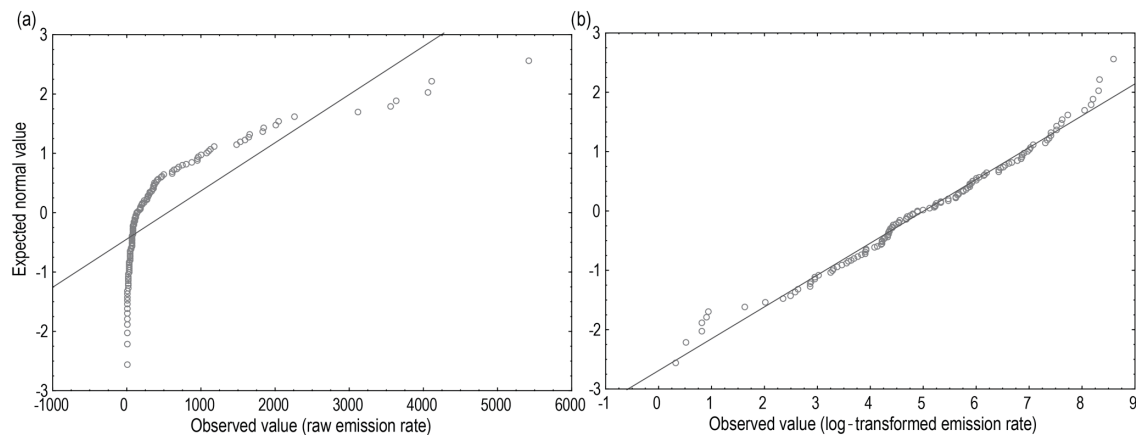 (a)
3
2
1
0
-1
-2
-3
-1000 0 1000 2000 3000 4000 5000 6000
Expected normal value
Observed value (raw emission rate)
(b)
3
2
1
0
-1
-2
-3
-1 0 1 2 3 4 5 6 7 8 9
Observed value (log-transformed emission rate)